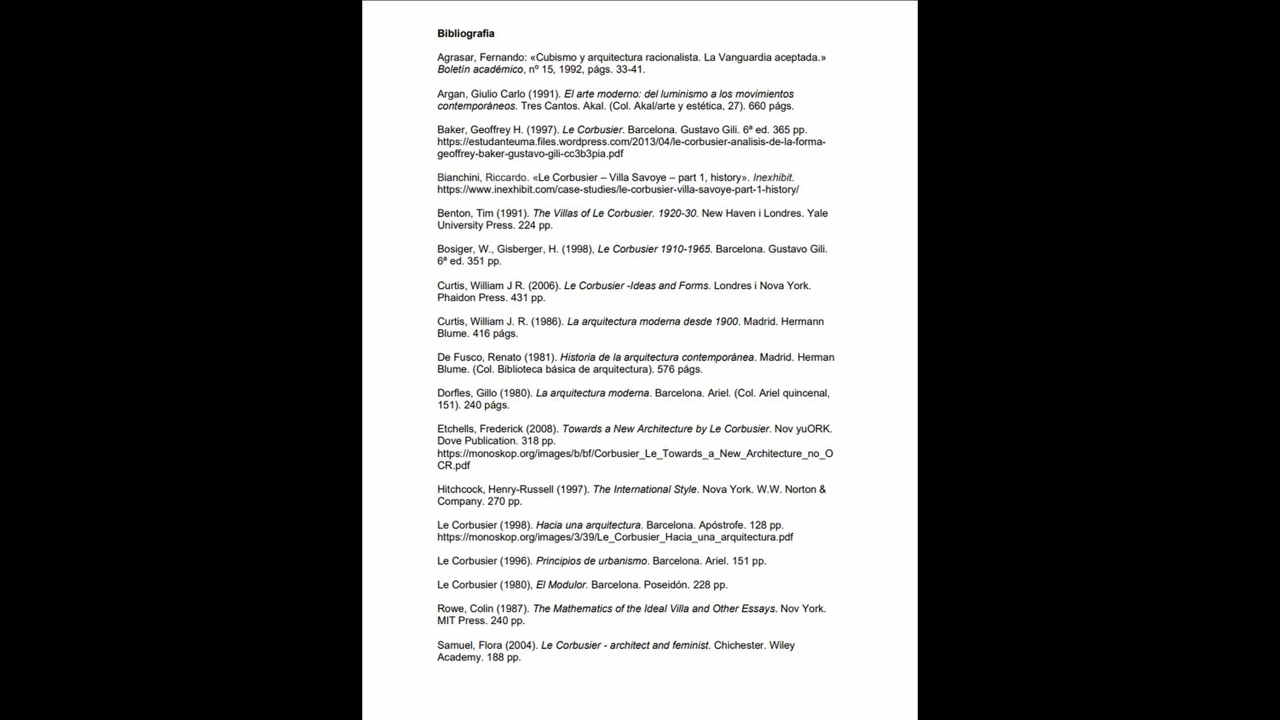 Bibliografia
Agrasar, Fernando: «Cubismo y arquitectura racionalista. La Vanguardia aceptada.»
Boletín académico, nº 15, 1992, págs. 33-41.
Argan, Giulio Carlo (1991). El arte moderno: del luminismo a los movimientos
contemporáneos. Tres Cantos. Akal. (Col. Akal/arte y estética, 27). 660 págs.
Baker, Geoffrey H. (1997). Le Corbusier. Barcelona. Gustavo Gili. 6ª ed. 365 pp.
https://estudanteuma.files.wordpress.com/2013/04/le-corbusier-analisis-de-la-forma-
geoffrey-baker-gustavo-gili-cc3b3pia.pdf
Bianchini, Riccardo. «Le Corbusier – Villa Savoye – part 1, history». Inexhibit.
https://www.inexhibit.com/case-studies/le-corbusier-villa-savoye-part-1-history/
Benton, Tim (1991). The Villas of Le Corbusier. 1920-30. New Haven i Londres. Yale
University Press. 224 pp.
Bosiger, W., Gisberger, H. (1998), Le Corbusier 1910-1965. Barcelona. Gustavo Gili.
6ª ed. 351 pp.
Curtis, William J R. (2006). Le Corbusier -Ideas and Forms. Londres i Nova York.
Phaidon Press. 431 pp.
Curtis, William J. R. (1986). La arquitectura moderna desde 1900. Madrid. Hermann
Blume. 416 págs.
De Fusco, Renato (1981). Historia de la arquitectura contemporánea. Madrid. Herman
Blume. (Col. Biblioteca básica de arquitectura). 576 págs.
Dorfles, Gillo (1980). La arquitectura moderna. Barcelona. Ariel. (Col. Ariel quincenal,
151). 240 págs.
Etchells, Frederick (2008). Towards a New Architecture by Le Corbusier. Nov yuORK.
Dove Publication. 318 pp.
https://monoskop.org/images/b/bf/Corbusier_Le_Towards_a_New_Architecture_no_O
CR.pdf
Hitchcock, Henry-Russell (1997). The International Style. Nova York. W.W. Norton &
Company. 270 pp.
Le Corbusier (1998). Hacia una arquitectura. Barcelona. Apóstrofe. 128 pp.
https://monoskop.org/images/3/39/Le_Corbusier_Hacia_una_arquitectura.pdf
Le Corbusier (1996). Principios de urbanismo. Barcelona. Ariel. 151 pp.
Le Corbusier (1980), El Modulor. Barcelona. Poseidón. 228 pp.
Rowe, Colin (1987). The Mathematics of the Ideal Villa and Other Essays. Nov York.
MIT Press. 240 pp.
Samuel, Flora (2004). Le Corbusier - architect and feminist. Chichester. Wiley
Academy. 188 pp.